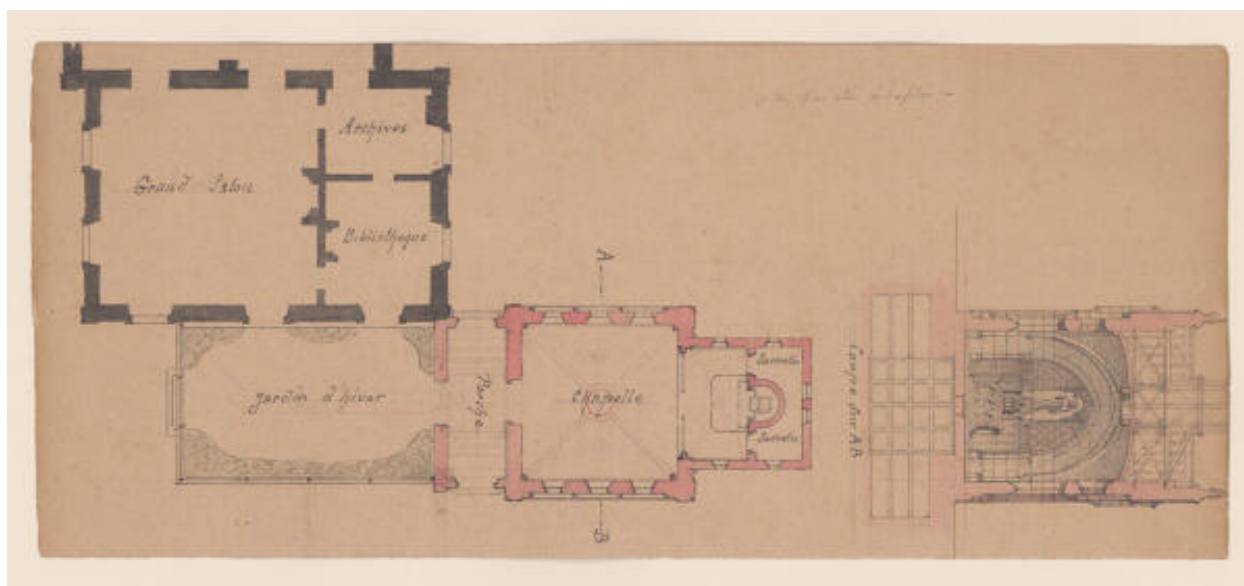 Archives
Grand Salon
Bibliothèque
A
Jardin d'hiver
Porche
Chapelle
Sacristie
Sacristie
B
Coupe sur AB